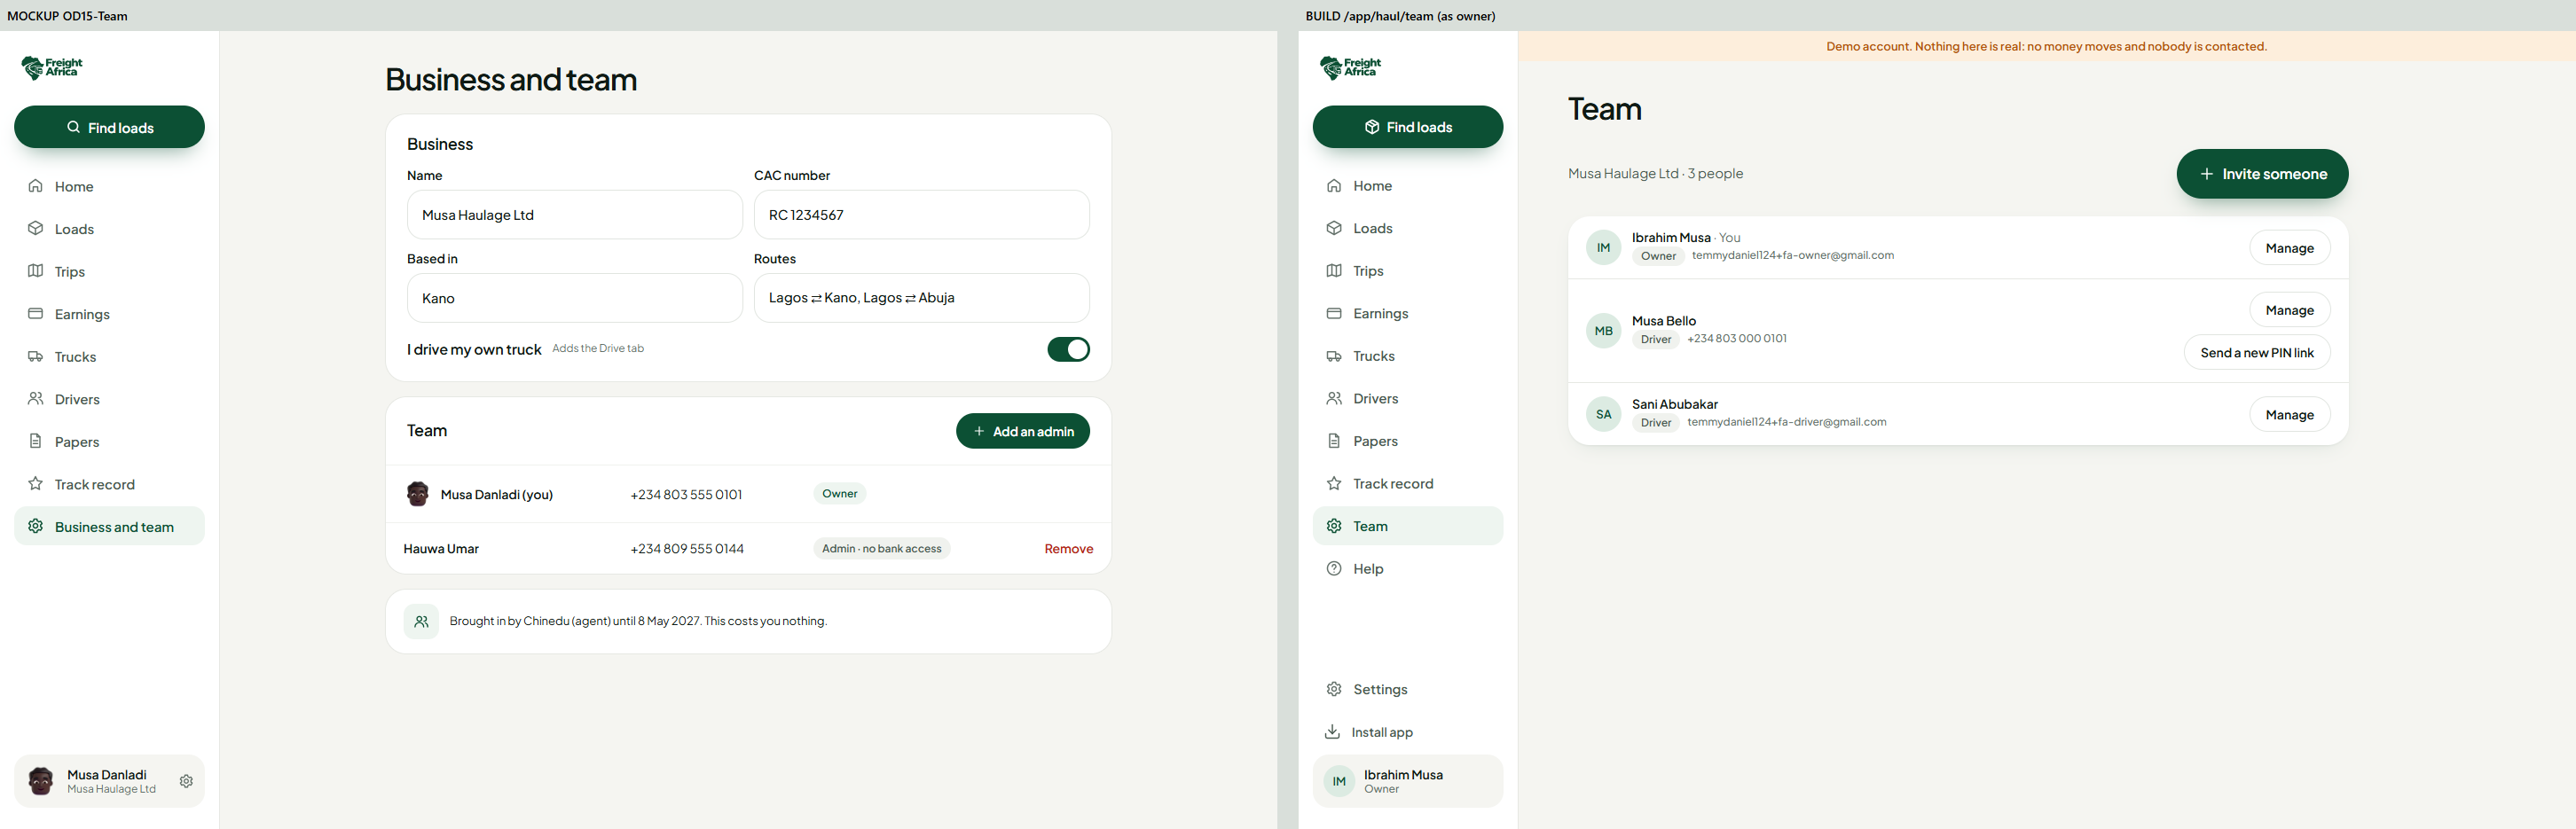 MOCKUP OD15-Team
Freight
Africa
Find loads
Home
Loads
Trips
Earnings
Trucks
Drivers
Papers
Track record
Business and team
Musa Danladi
Musa Haulage Ltd
Business and team
Business
Name
CAC number
Musa Haulage Ltd
RC 1234567
Based in
Routes
Kano
Lagos ⇄ Kano, Lagos ⇄ Abuja
I drive my own truck Adds the Drive tab
Team
+ Add an admin
Musa Danladi (you) +234 803 555 0101 Owner
Hauwa Umar +234 809 555 0144 Admin · no bank access Remove
Brought in by Chinedu (agent) until 8 May 2027. This costs you nothing.
BUILD /app/haul/team (as owner)
Freight
Africa
Find loads
Home
Loads
Trips
Earnings
Trucks
Drivers
Papers
Track record
Team
Help
Settings
Install app
IM
Ibrahim Musa
Owner
Demo account. Nothing here is real: no money moves and nobody is contacted.
Team
Musa Haulage Ltd · 3 people
+ Invite someone
IM
Ibrahim Musa · You
Owner temmydaniel124+fa-owner@gmail.com
Manage
MB
Musa Bello
Driver +234 803 000 0101
Manage
Send a new PIN link
SA
Sani Abubakar
Driver temmydaniel124+fa-driver@gmail.com
Manage